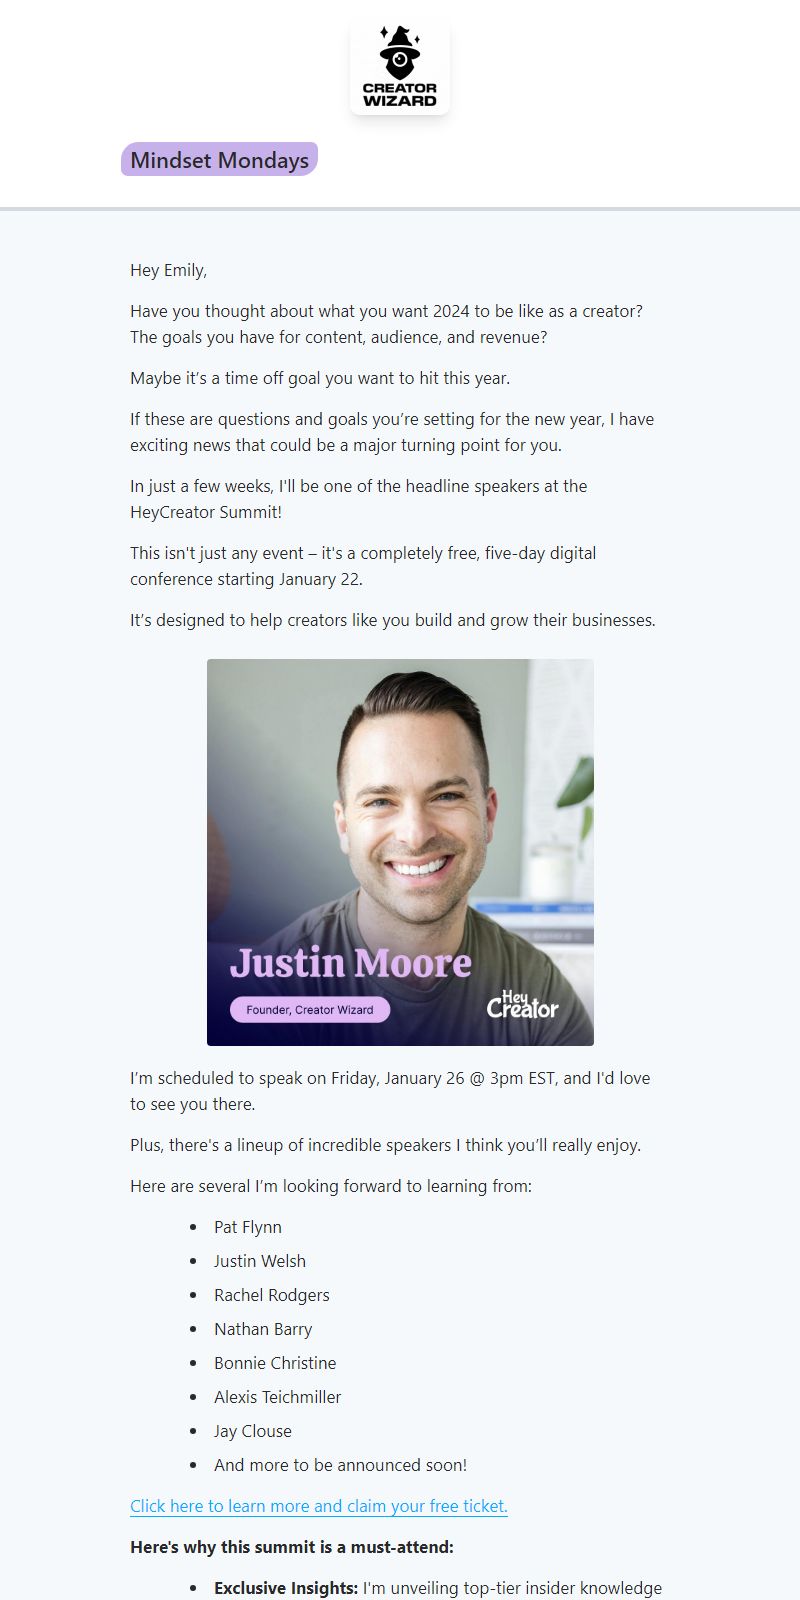 CREATOR
WIZARD
Mindset Mondays
Hey Emily,
Have you thought about what you want 2024 to be like as a creator?
The goals you have for content, audience, and revenue?
Maybe it’s a time off goal you want to hit this year.
If these are questions and goals you’re setting for the new year, I have
exciting news that could be a major turning point for you.
In just a few weeks, I'll be one of the headline speakers at the
HeyCreator Summit!
This isn't just any event – it's a completely free, five-day digital
conference starting January 22.
It’s designed to help creators like you build and grow their businesses.
Justin Moore
Founder, Creator Wizard
Hey
Creator
I’m scheduled to speak on Friday, January 26 @ 3pm EST, and I'd love
to see you there.
Plus, there's a lineup of incredible speakers I think you’ll really enjoy.
Here are several I’m looking forward to learning from:
• Pat Flynn
• Justin Welsh
• Rachel Rodgers
• Nathan Barry
• Bonnie Christine
• Alexis Teichmiller
• Jay Clouse
• And more to be announced soon!
Click here to learn more and claim your free ticket.
Here's why this summit is a must-attend:
• Exclusive Insights: I'm unveiling top-tier insider knowledge